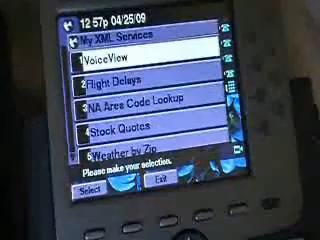 12 57p 04/25/09
My XML Services
1 VoiceView
2 Flight Delays
3 NA Area Code Lookup
4 Stock Quotes
5 Weather by Zip
Please make your selection.
Select Exit